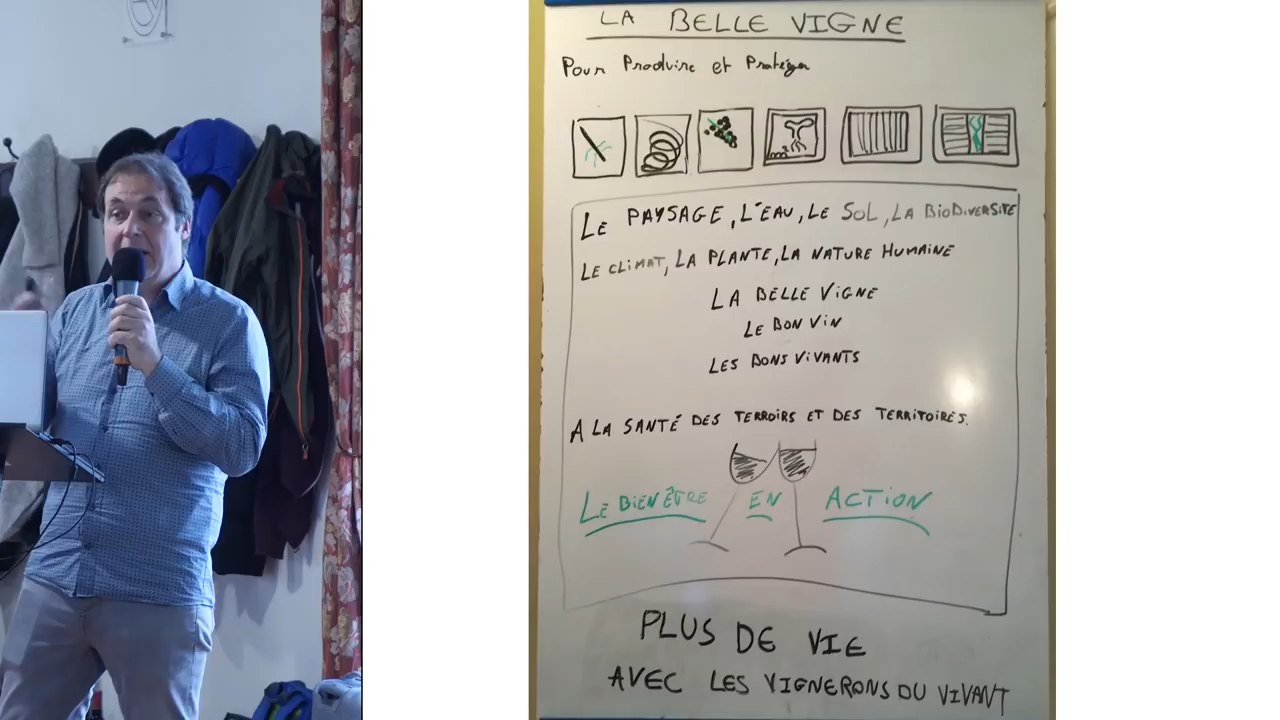 LA BELLE VIGNE
Pour Produire et Protéger
LE PAYSAGE, L'EAU, LE SOL, LA BIODIVERSITÉ
LE CLIMAT, LA PLANTE, LA NATURE HUMAINE
LA BELLE VIGNE
LE BON VIN
LES BONS VIVANTS
A LA SANTÉ DES TERROIRS ET DES TERRITOIRES.
LE BIEN ÊTRE EN ACTION
PLUS DE VIE
AVEC LES VIGNERONS DU VIVANT